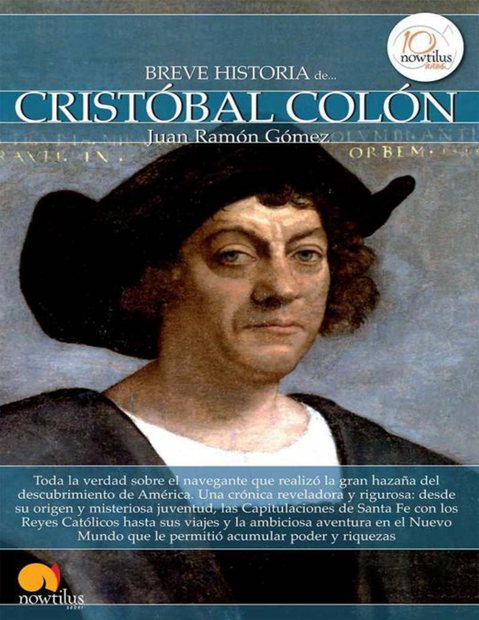 10
nowtilus
años
BREVE HISTORIA de...
CRISTÓBAL COLÓN
Juan Ramón Gómez
ORBEM·
Toda la verdad sobre el navegante que realizó la gran hazaña del
descubrimiento de América. Una crónica reveladora y rigurosa: desde
su origen y misteriosa juventud, las Capitulaciones de Santa Fe con los
Reyes Católicos hasta sus viajes y la ambiciosa aventura en el Nuevo
Mundo que le permitió acumular poder y riquezas
nowtilus
saber